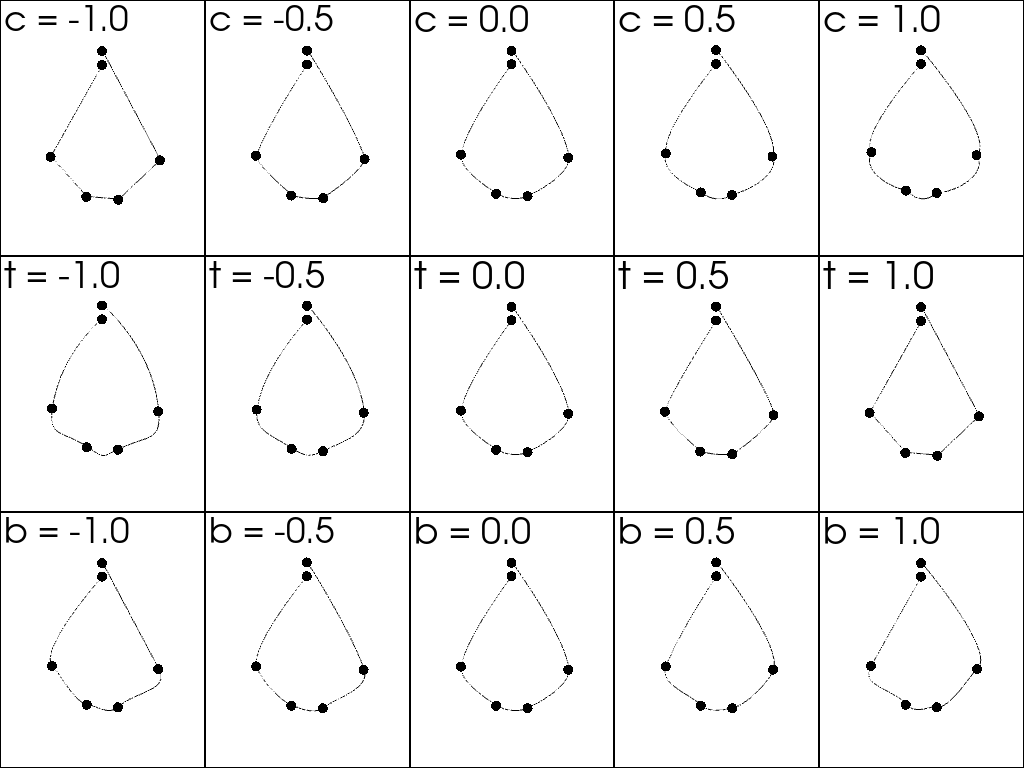 c = -1.0
c = -0.5
c = 0.0
c = 0.5
c = 1.0
t = -1.0
t = -0.5
t = 0.0
t = 0.5
t = 1.0
b = -1.0
b = -0.5
b = 0.0
b = 0.5
b = 1.0